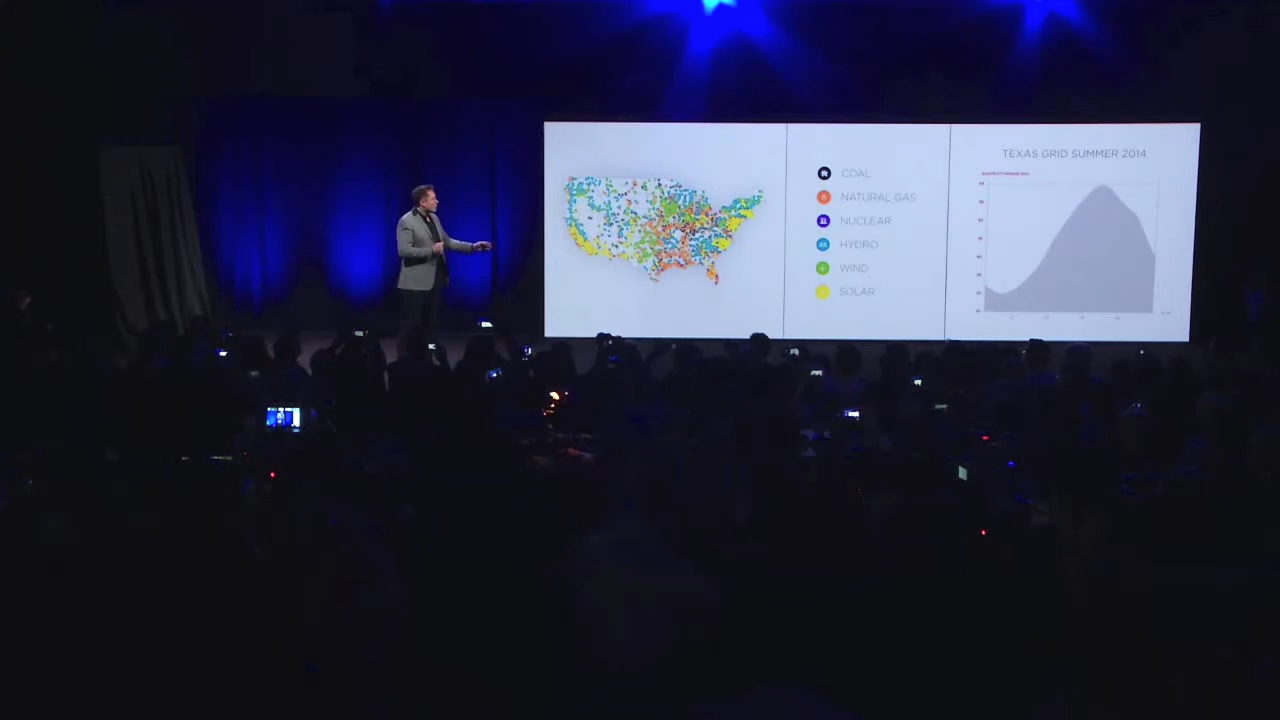 COAL
NATURAL GAS
NUCLEAR
HYDRO
WIND
SOLAR
TEXAS GRID SUMMER 2014